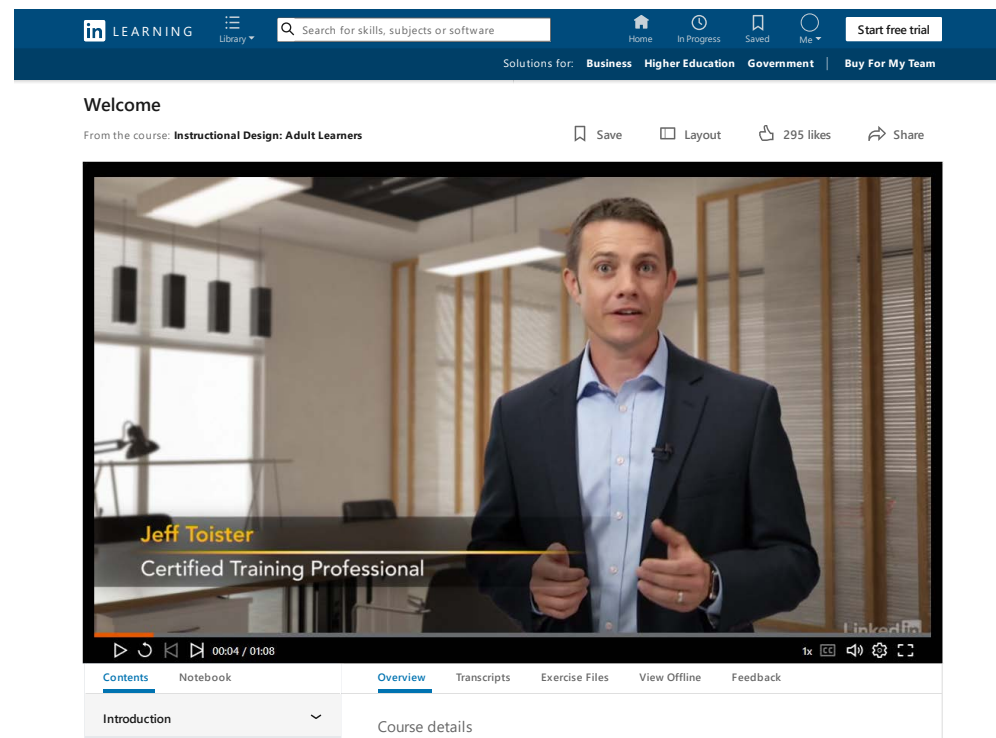 in LEARNING
Library
Search for skills, subjects or software
Home
In Progress
Saved
Me
Start free trial
Solutions for: Business Higher Education Government | Buy For My Team
Welcome
From the course: Instructional Design: Adult Learners
Save
Layout
295 likes
Share
Jeff Toister
Certified Training Professional
Linkedin
00:04 / 01:08
1x
CC
Contents
Notebook
Overview
Transcripts
Exercise Files
View Offline
Feedback
Introduction
Course details